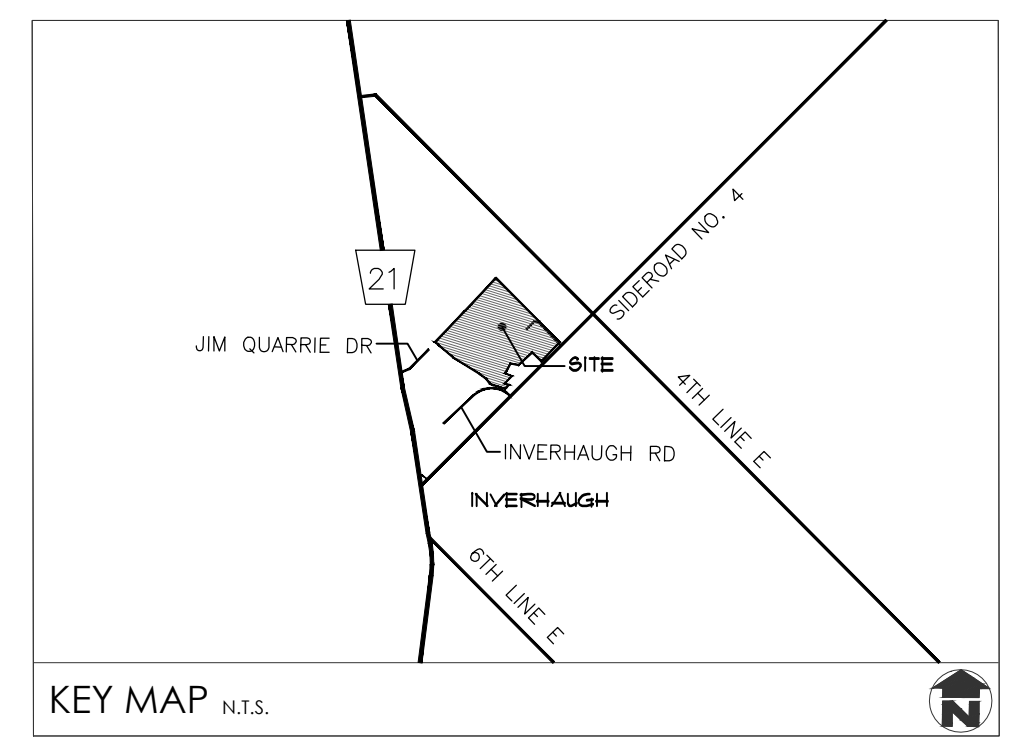 SIDEROAD NO. 4
21
JIM QUARRIE DR
SITE
4TH LINE E
INVERHAUGH RD
INVERHAUGH
6TH LINE E
KEY MAP N.T.S.
N